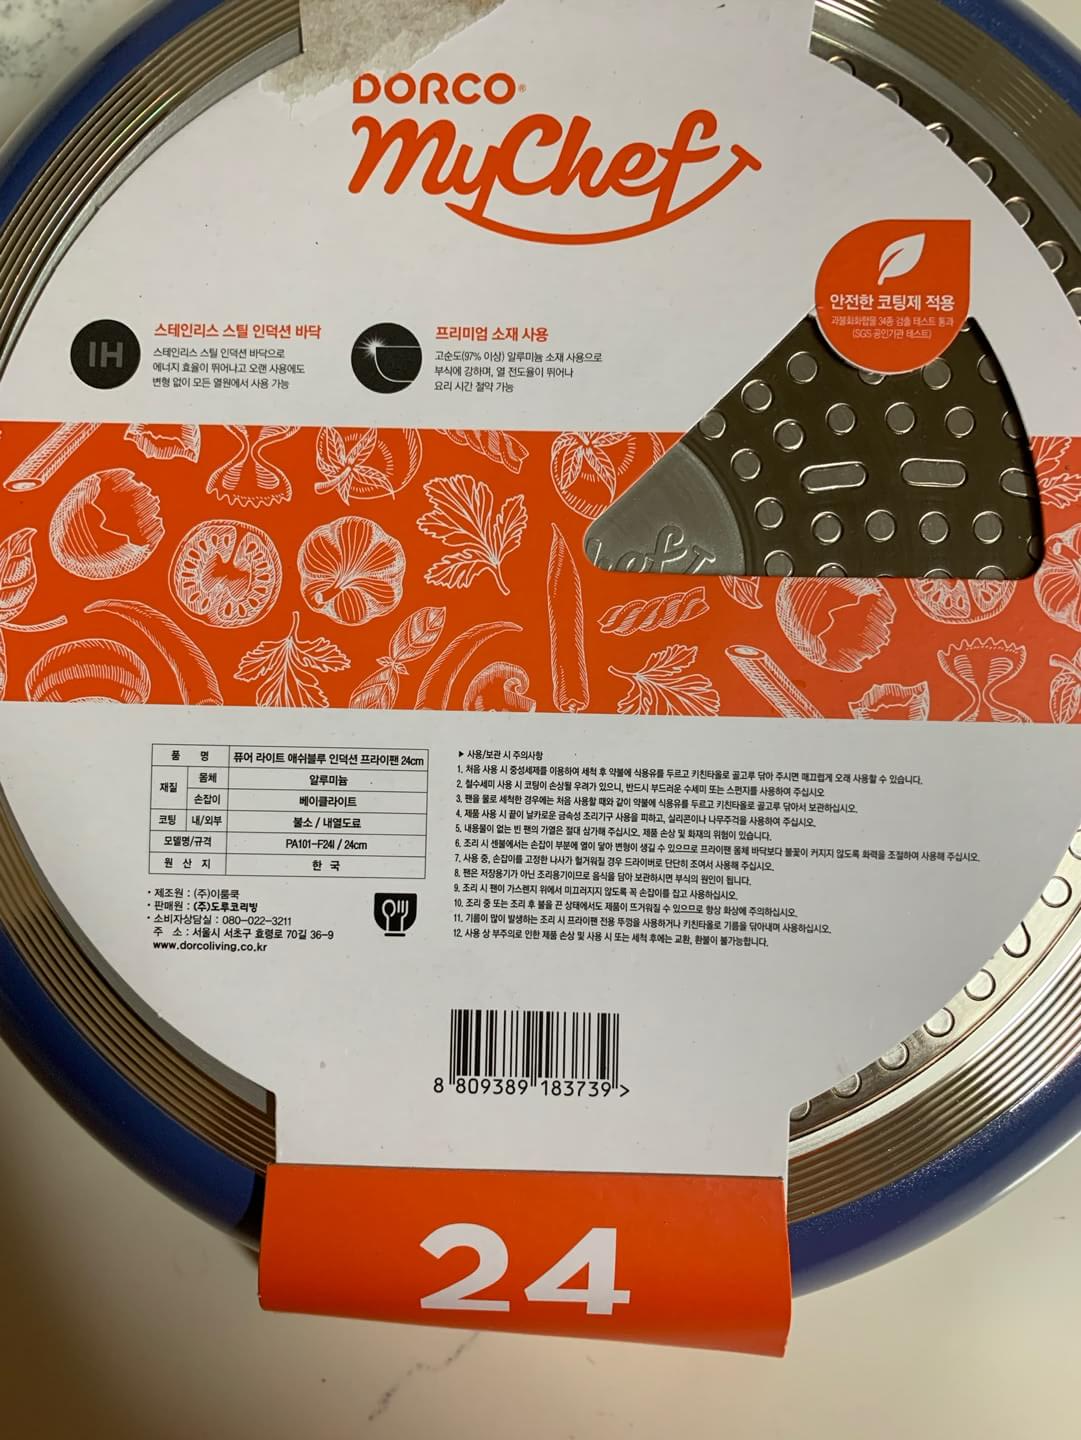 DORCO®
MyChef
안전한 코팅제 적용
과불화화합물 34종 검출 테스트 통과
(SGS 공인기관 테스트)
IH
스테인리스 스틸 인덕션 바닥
스테인리스 스틸 인덕션 바닥으로
에너지 효율이 뛰어나고 오랜 사용에도
변형 없이 모든 열원에서 사용 가능
프리미엄 소재 사용
고순도(97% 이상) 알루미늄 소재 사용으로
부식에 강하며, 열 전도율이 뛰어나
요리 시간 절약 가능
품 명 퓨어 라이트 애쉬블루 인덕션 프라이팬 24cm
재질 몸체 알루미늄
손잡이 베이클라이트
코팅 내/외부 불소 / 내열도료
모델명/규격 PA101-F24I / 24cm
원 산 지 한 국
· 제조원 : (주)이룸쿡
· 판매원 : (주)도루코리빙
· 소비자상담실 : 080-022-3211
주 소 : 서울시 서초구 효령로 70길 36-9
www.dorcoliving.co.kr
▶ 사용/보관 시 주의사항
1. 처음 사용 시 중성세제를 이용하여 세척 후 약불에 식용유를 두르고 키친타올로 골고루 닦아 주시면 매끄럽게 오래 사용할 수 있습니다.
2. 철수세미 사용 시 코팅이 손상될 우려가 있으니, 반드시 부드러운 수세미 또는 스펀지를 사용하여 주십시오
3. 팬을 물로 세척한 경우에는 처음 사용할 때와 같이 약불에 식용유를 두르고 키친타올로 골고루 닦아서 보관하십시오.
4. 제품 사용 시 끝이 날카로운 금속성 조리기구 사용을 피하고, 실리콘이나 나무주걱을 사용하여 주십시오.
5. 내용물이 없는 빈 팬의 가열은 절대 삼가해 주십시오. 제품 손상 및 화재의 위험이 있습니다.
6. 조리 시 센불에서는 손잡이 부분에 열이 닿아 변형이 생길 수 있으므로 프라이팬 몸체 바닥보다 불꽃이 커지지 않도록 화력을 조절하여 사용해 주십시오.
7. 사용 중, 손잡이를 고정한 나사가 헐거워질 경우 드라이버로 단단히 조여서 사용해 주십시오.
8. 팬은 저장용기가 아닌 조리용기이므로 음식을 담아 보관하시면 부식의 원인이 됩니다.
9. 조리 시 팬이 가스렌지 위에서 미끄러지지 않도록 꼭 손잡이를 잡고 사용하십시오.
10. 조리 중 또는 조리 후 불을 끈 상태에서도 제품이 뜨거워질 수 있으므로 항상 화상에 주의하십시오.
11. 기름이 많이 발생하는 조리 시 프라이팬 전용 뚜껑을 사용하거나 키친타올로 기름을 닦아내며 사용하십시오.
12. 사용 상 부주의로 인한 제품 손상 및 사용 시 또는 세척 후에는 교환, 환불이 불가능합니다.
8 809389 183739 >
24